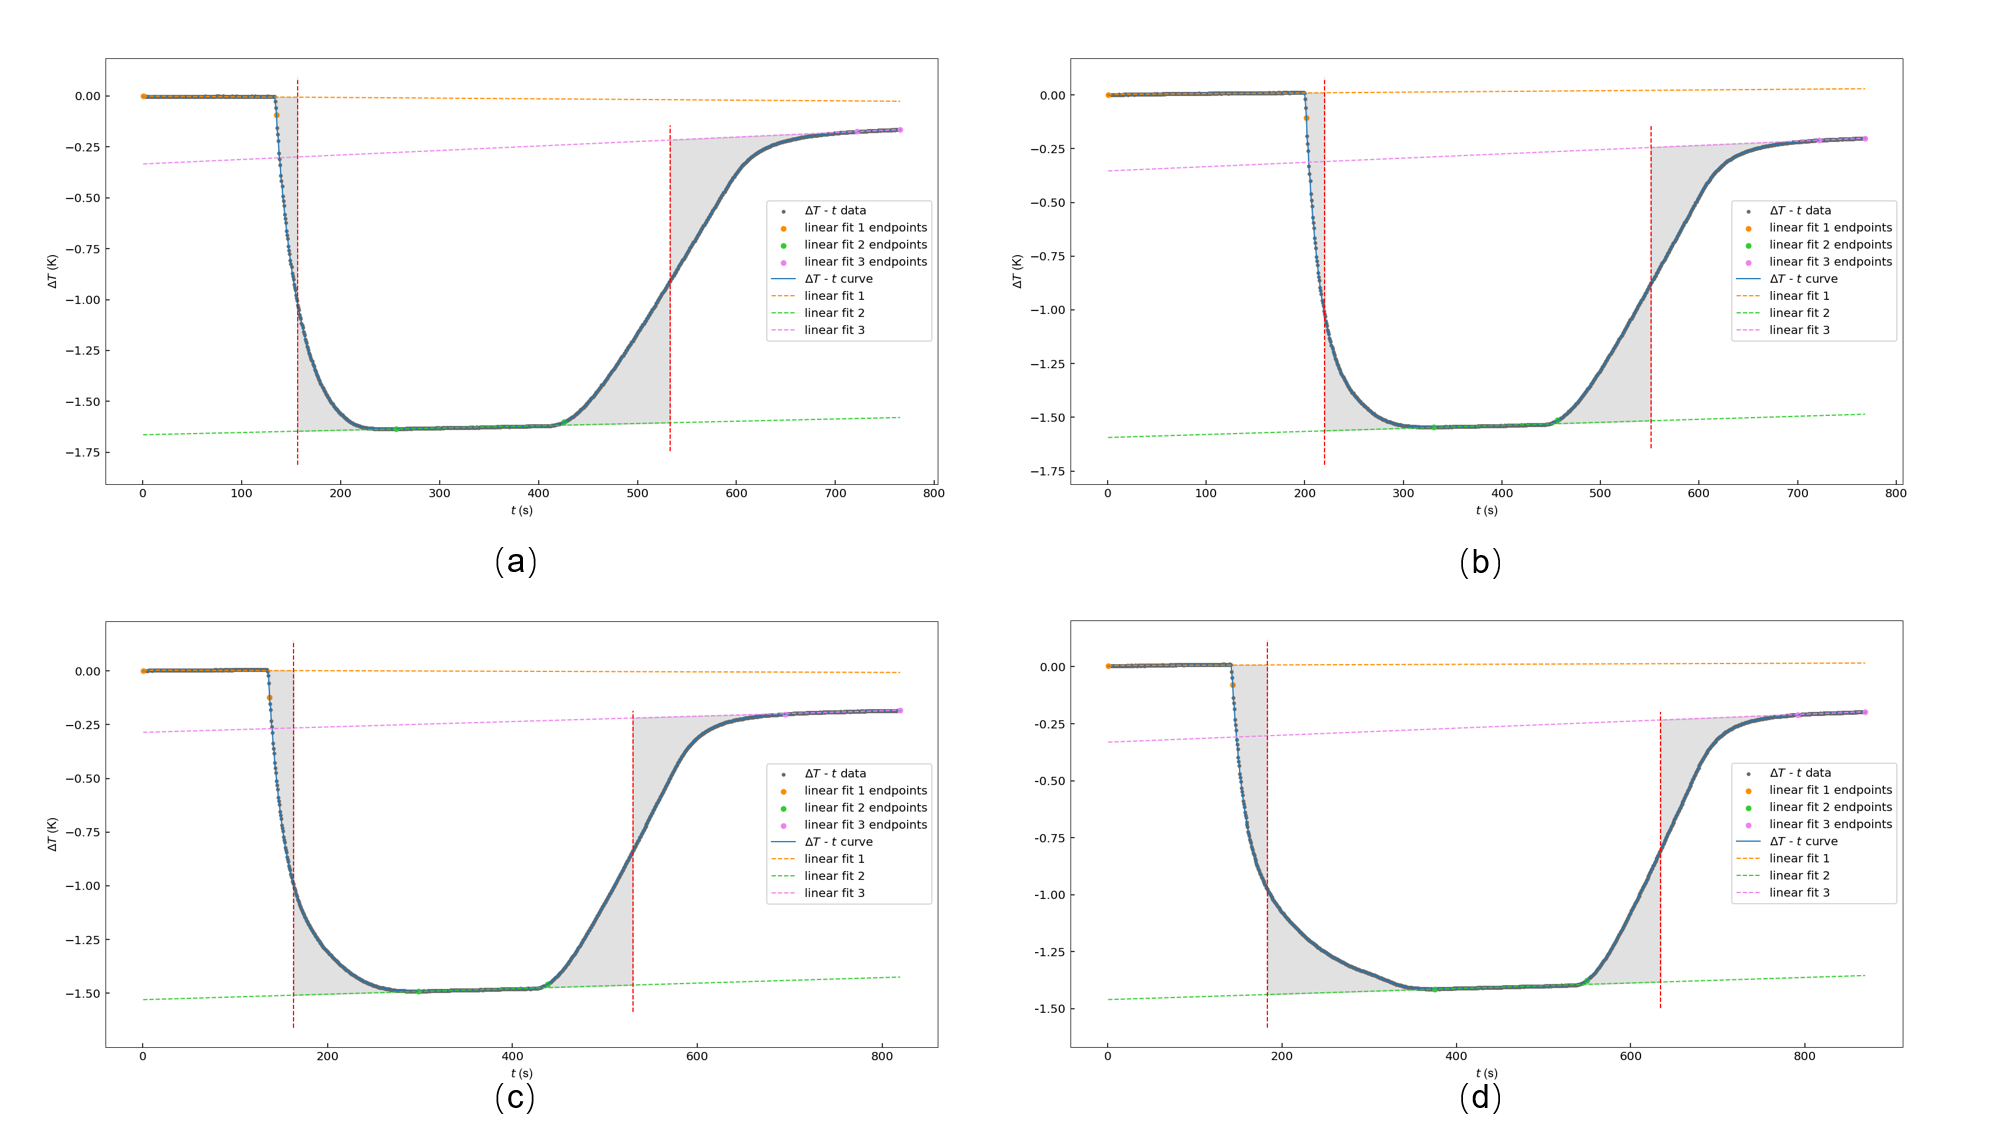 0.00
−0.25
−0.50
−0.75
−1.00
−1.25
−1.50
−1.75
ΔT (K)
0 100 200 300 400 500 600 700 800
t (s)
ΔT - t data
linear fit 1 endpoints
linear fit 2 endpoints
linear fit 3 endpoints
ΔT - t curve
linear fit 1
linear fit 2
linear fit 3
(a)
0.00
−0.25
−0.50
−0.75
−1.00
−1.25
−1.50
−1.75
ΔT (K)
0 100 200 300 400 500 600 700 800
t (s)
ΔT - t data
linear fit 1 endpoints
linear fit 2 endpoints
linear fit 3 endpoints
ΔT - t curve
linear fit 1
linear fit 2
linear fit 3
(b)
0.00
−0.25
−0.50
−0.75
−1.00
−1.25
−1.50
ΔT (K)
0 200 400 600 800
t (s)
ΔT - t data
linear fit 1 endpoints
linear fit 2 endpoints
linear fit 3 endpoints
ΔT - t curve
linear fit 1
linear fit 2
linear fit 3
(c)
0.00
−0.25
−0.50
−0.75
-1.00
−1.25
−1.50
ΔT (K)
0 200 400 600 800
t (s)
ΔT - t data
linear fit 1 endpoints
linear fit 2 endpoints
linear fit 3 endpoints
ΔT - t curve
linear fit 1
linear fit 2
linear fit 3
(d)